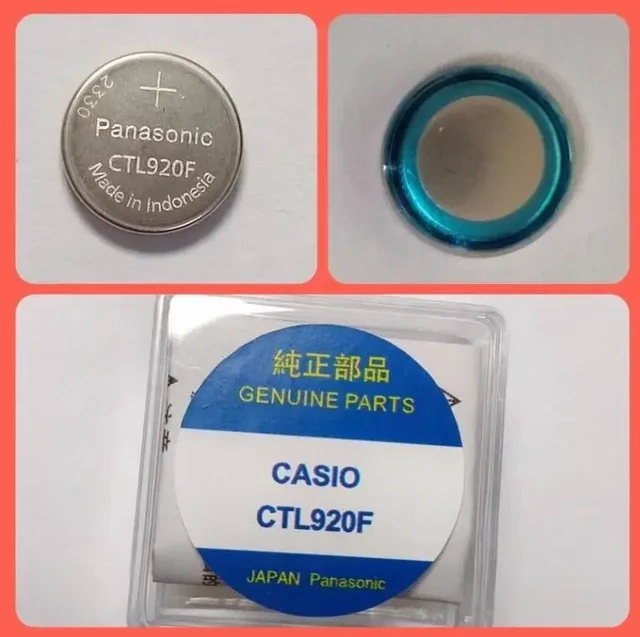 2330
+
Panasonic
CTL920F
Made in Indonesia
純正部品
GENUINE PARTS
CASIO
CTL920F
JAPAN Panasonic